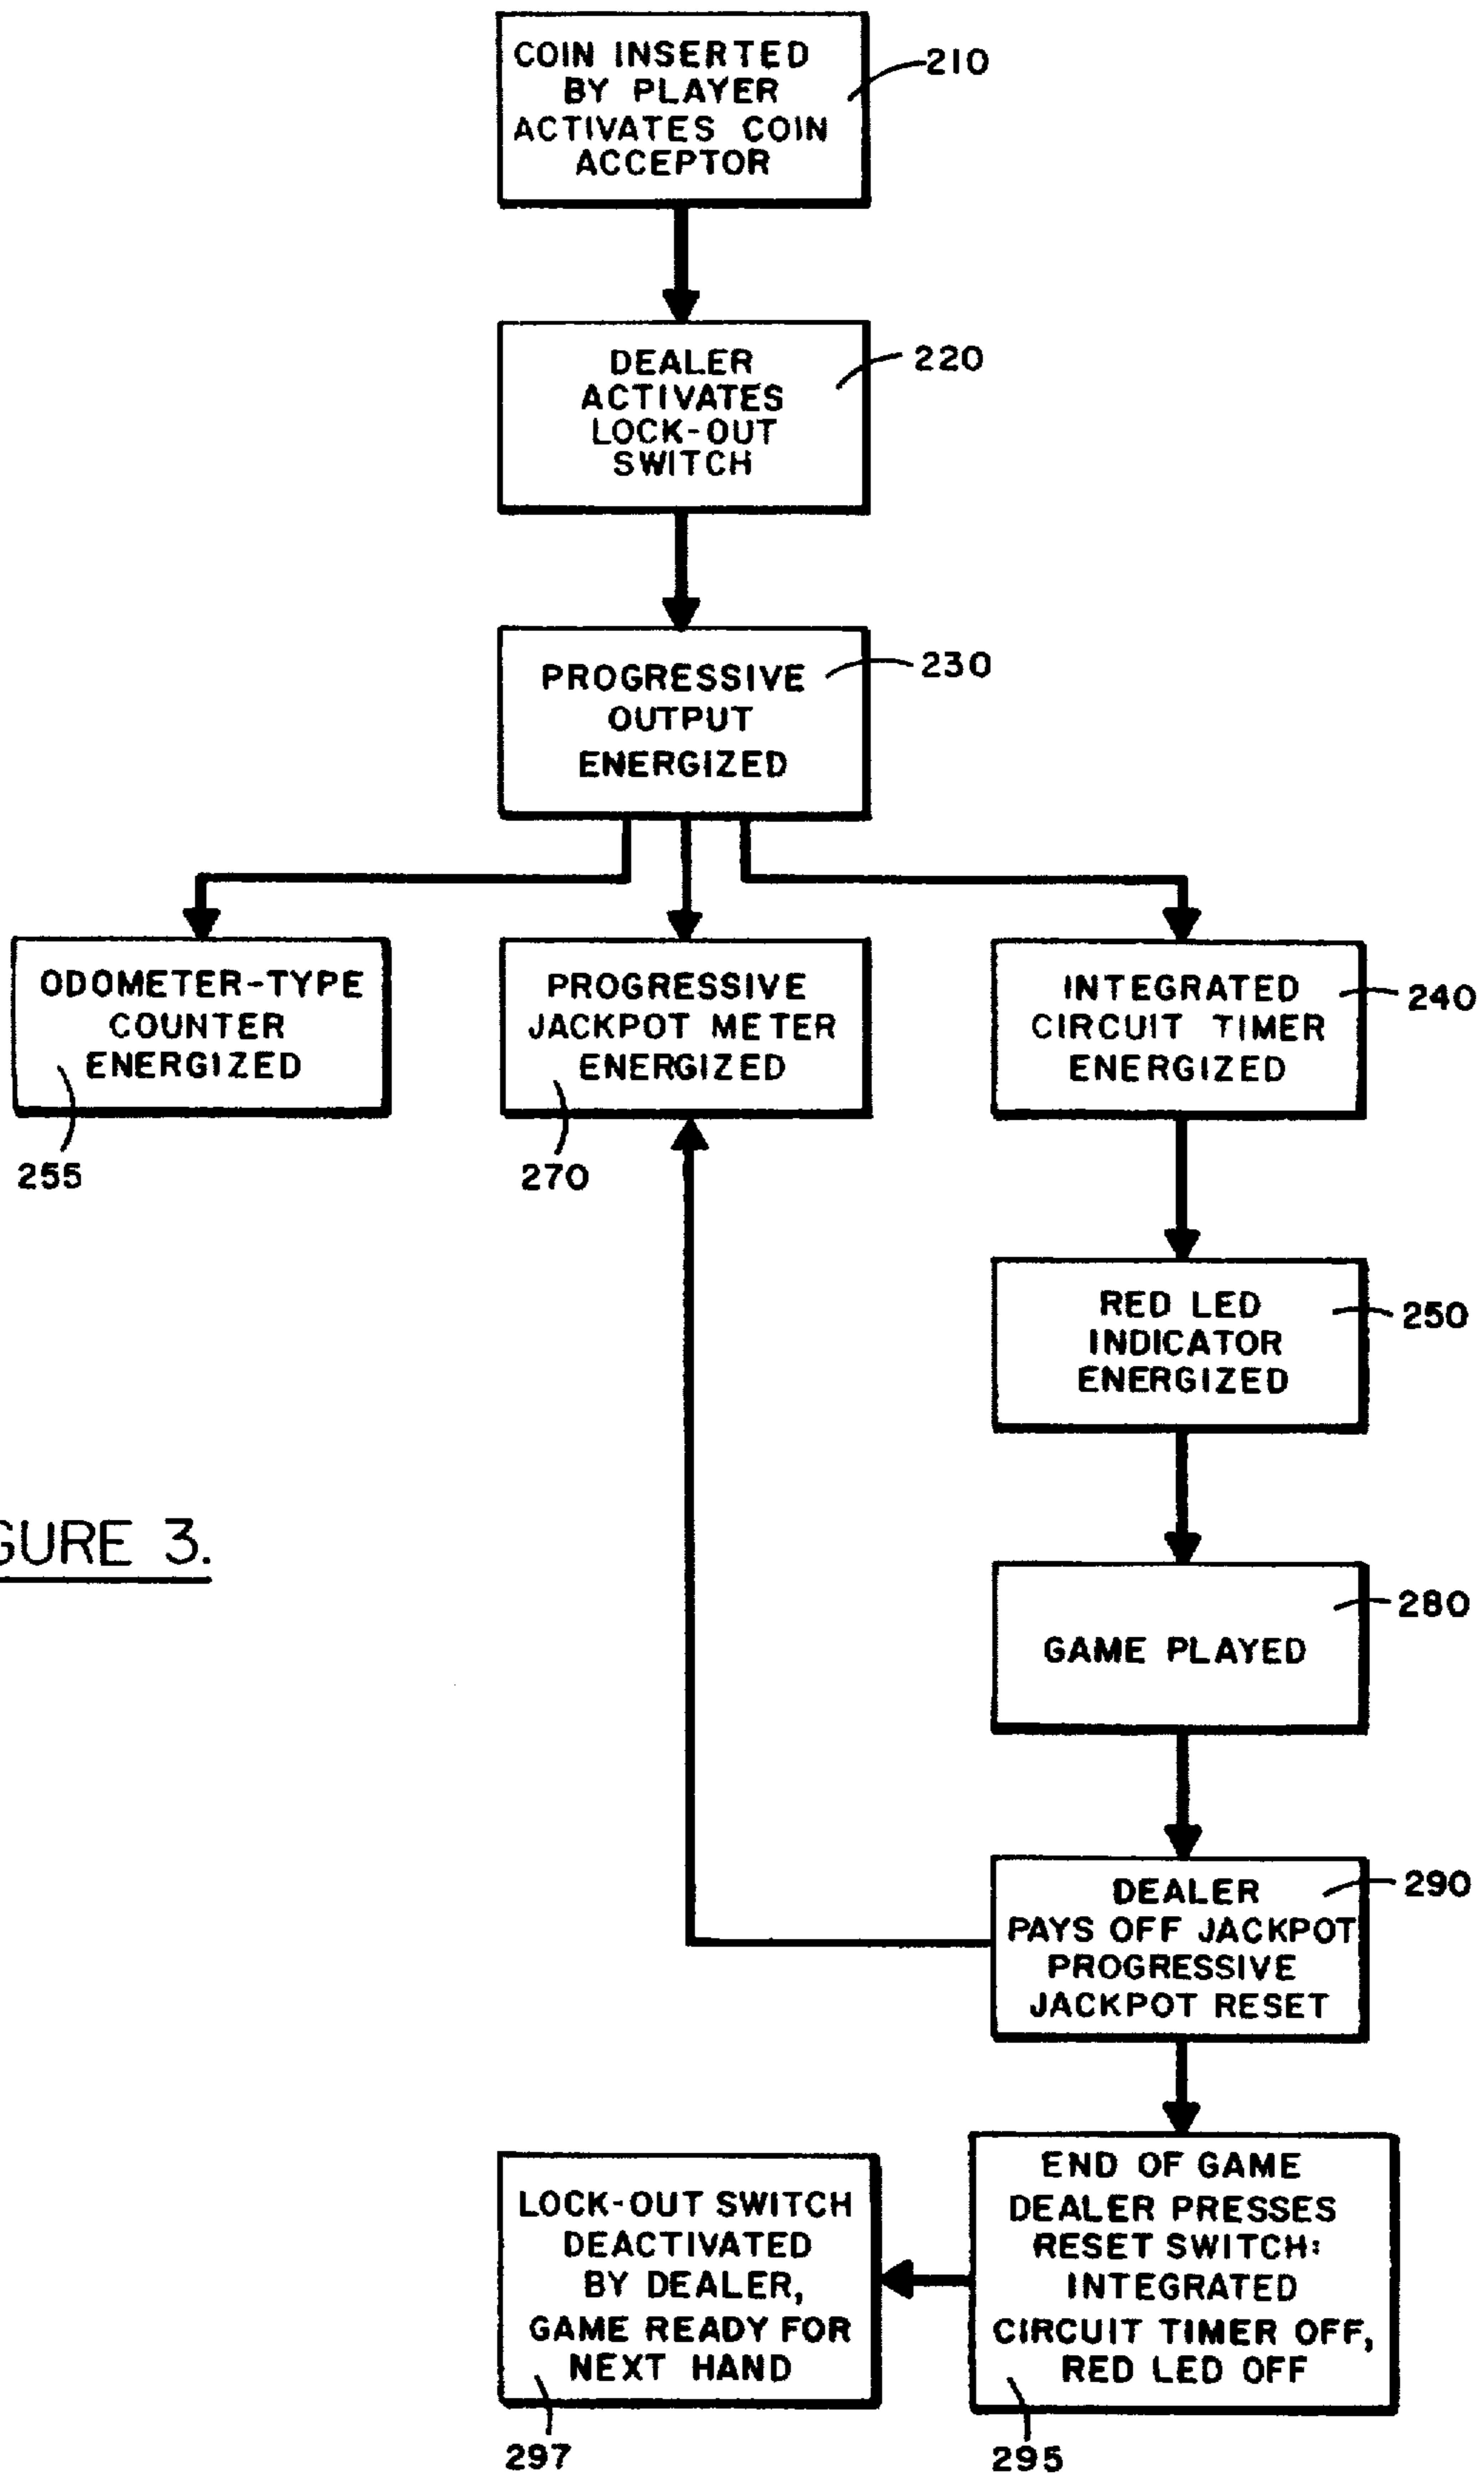 COIN INSERTED
BY PLAYER
ACTIVATES COIN
ACCEPTOR
210
DEALER
ACTIVATES
LOCK-OUT
SWITCH
220
PROGRESSIVE
OUTPUT
ENERGIZED
230
ODOMETER-TYPE
COUNTER
ENERGIZED
255
PROGRESSIVE
JACKPOT METER
ENERGIZED
270
INTEGRATED
CIRCUIT TIMER
ENERGIZED
240
RED LED
INDICATOR
ENERGIZED
250
GURE 3.
GAME PLAYED
280
DEALER
PAYS OFF JACKPOT
PROGRESSIVE
JACKPOT RESET
290
END OF GAME
DEALER PRESSES
RESET SWITCH:
INTEGRATED
CIRCUIT TIMER OFF,
RED LED OFF
295
LOCK-OUT SWITCH
DEACTIVATED
BY DEALER,
GAME READY FOR
NEXT HAND
297